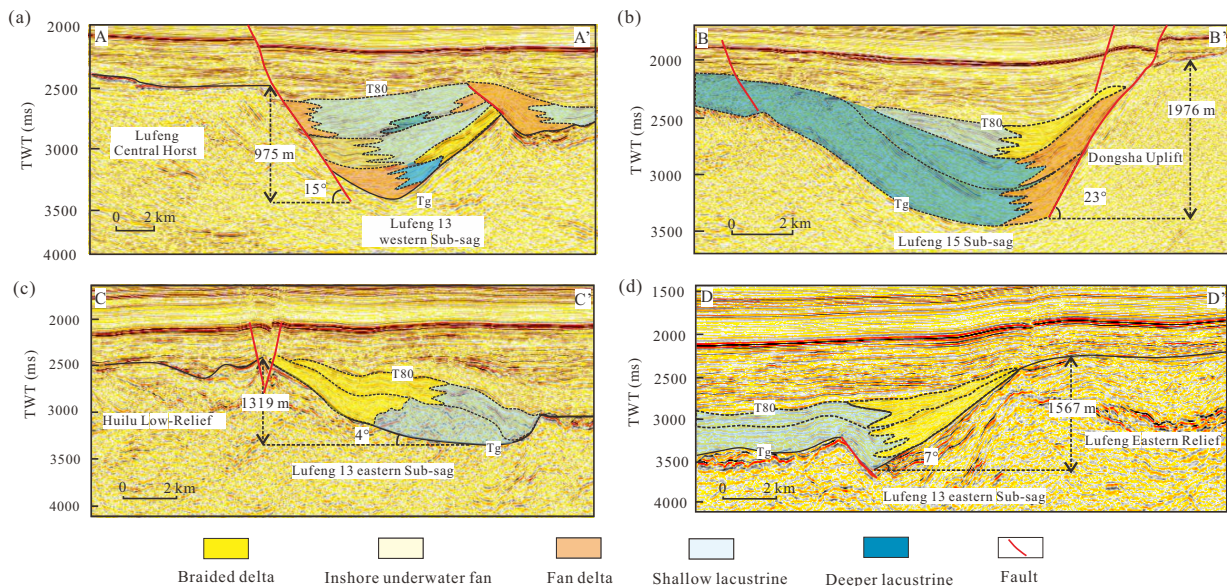 (a)
A
A’
2000
2500
3000
3500
4000
TWT (ms)
T80
Lufeng
Central Horst
975 m
15°
Tg
0 2 km
Lufeng 13
western Sub-sag
(b)
B
B’
2000
2500
3000
3500
TWT (ms)
T80
1976 m
Dongsha Uplift
Tg
23°
0 2 km
Lufeng 15 Sub-sag
(c)
C
C’
2000
2500
3000
3500
4000
TWT (ms)
T80
1319 m
Huilu Low-Relief
4°
Tg
Lufeng 13 eastern Sub-sag
0 2 km
(d)
D
D’
1500
2000
2500
3000
3500
4000
TWT (ms)
T80
1567 m
Lufeng Eastern Relief
Tg
7°
Lufeng 13 eastern Sub-sag
0 2 km
Braided delta
Inshore underwater fan
Fan delta
Shallow lacustrine
Deeper lacustrine
Fault